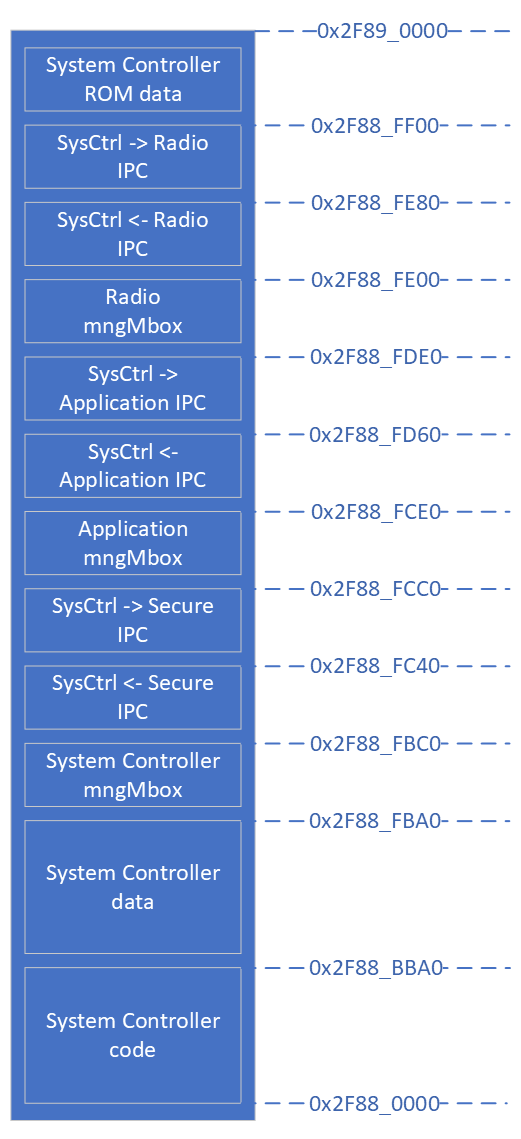 0x2F89_0000
System Controller
ROM data
0x2F88_FF00
SysCtrl -> Radio
IPC
0x2F88_FE80
SysCtrl <- Radio
IPC
0x2F88_FE00
Radio
mngMbox
0x2F88_FDE0
SysCtrl ->
Application IPC
0x2F88_FD60
SysCtrl <-
Application IPC
0x2F88_FCE0
Application
mngMbox
0x2F88_FCC0
SysCtrl -> Secure
IPC
0x2F88_FC40
SysCtrl <- Secure
IPC
0x2F88_FBC0
System Controller
mngMbox
0x2F88_FBA0
System Controller
data
0x2F88_BBA0
System Controller
code
0x2F88_0000